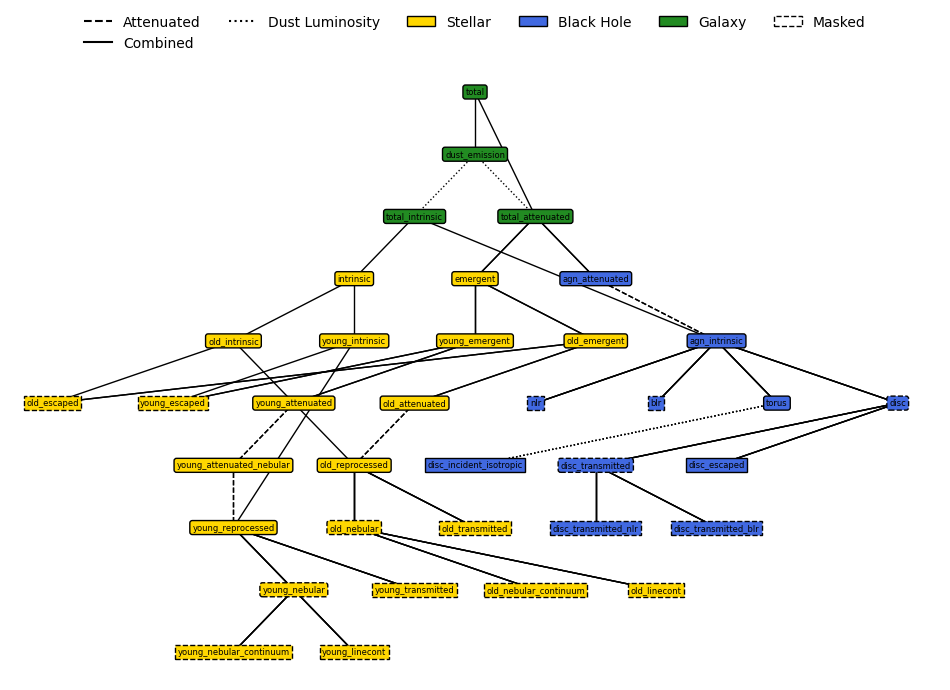 Attenuated Dust Luminosity Stellar Black Hole Galaxy Masked
Combined
total
dust_emission
total_intrinsic total_attenuated
intrinsic emergent agn_attenuated
old_intrinsic young_intrinsic young_emergent old_emergent agn_intrinsic
old_escaped young_escaped young_attenuated old_attenuated nlr blr torus disc
young_attenuated_nebular old_reprocessed disc_incident_isotropic disc_transmitted disc_escaped
young_reprocessed old_nebular old_transmitted disc_transmitted_nlr disc_transmitted_blr
young_nebular young_transmitted old_nebular_continuum old_linecont
young_nebular_continuum young_linecont